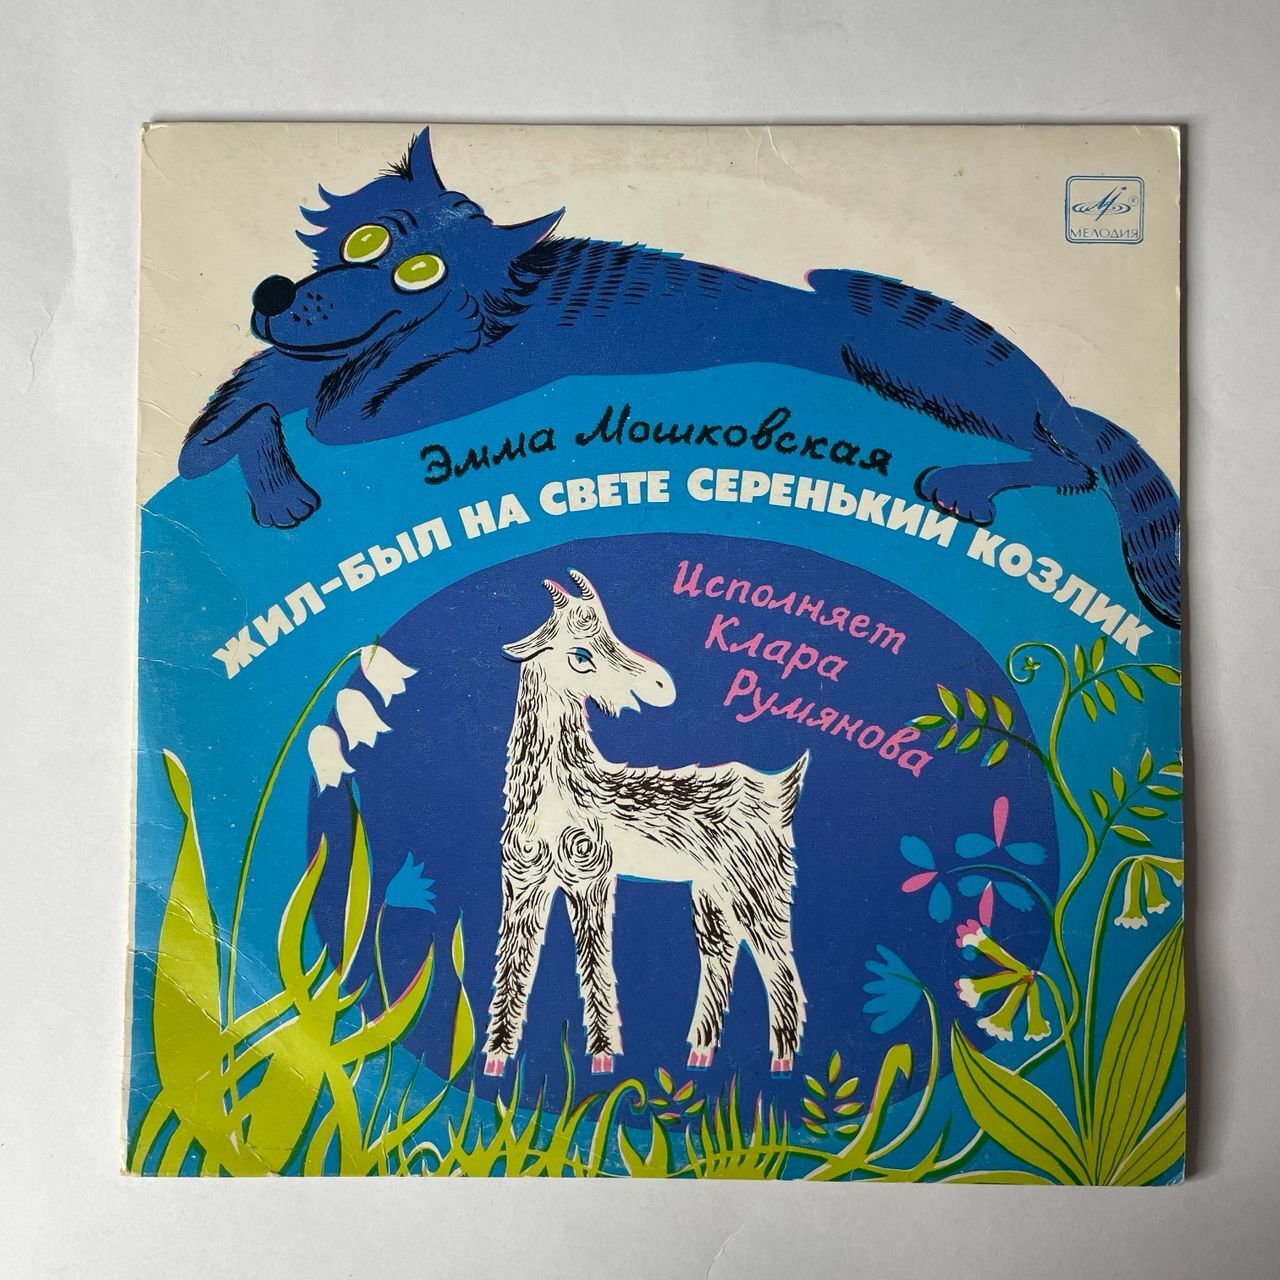 МЕЛОДИЯ
Эмма Мошковская
ЖИЛ-БЫЛ НА СВЕТЕ СЕРЕНЬКИЙ КОЗЛИК
Исполняет
Клара
Румянова